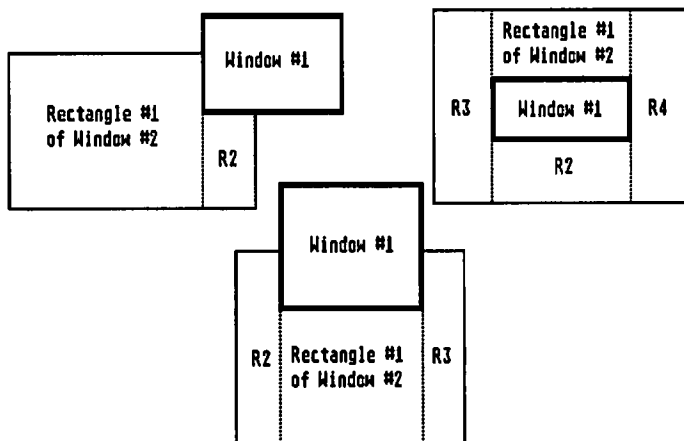 Window #1
Rectangle #1
of Window #2
R2
Rectangle #1
of Window #2
R3
Window #1
R4
R2
Window #1
R2
Rectangle #1
of Window #2
R3